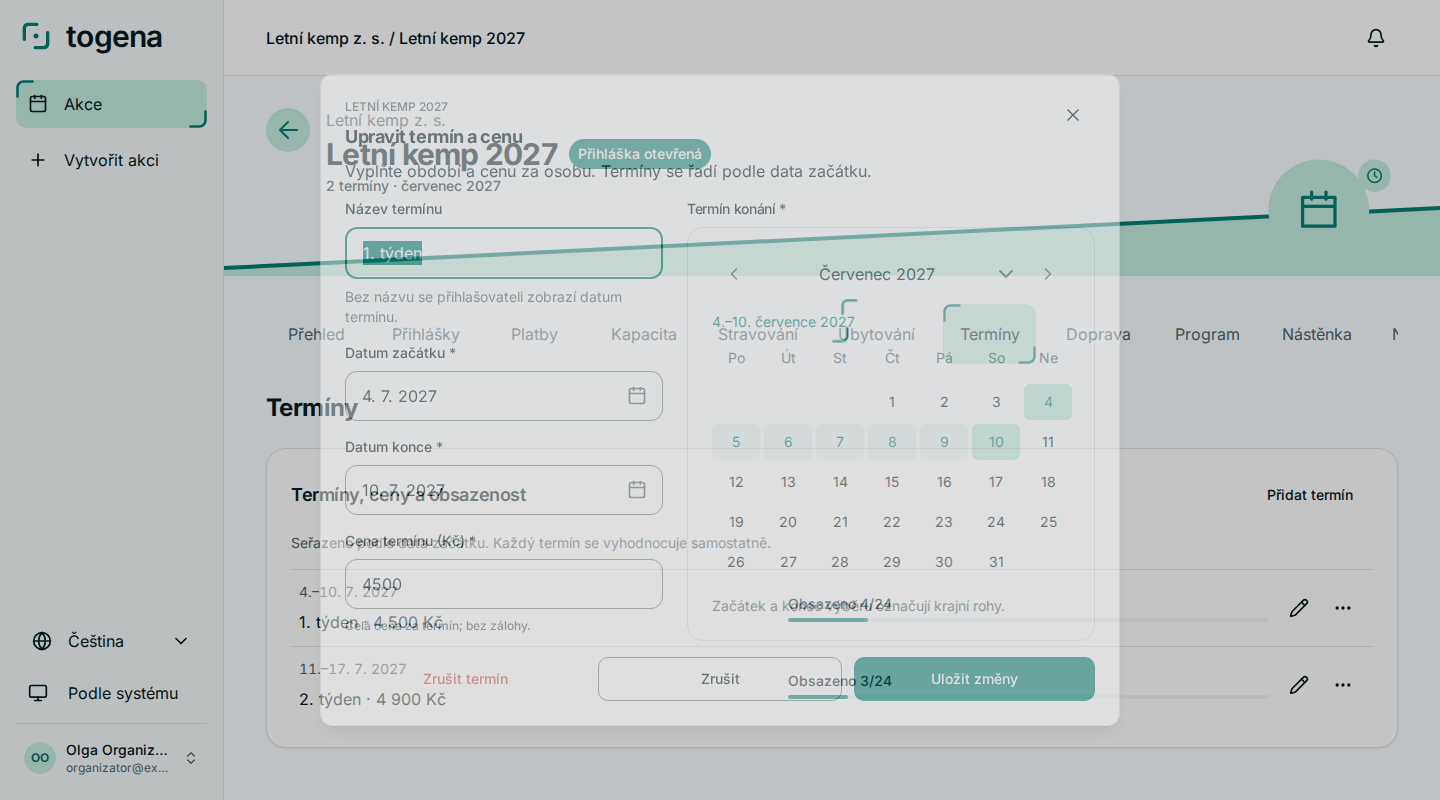 togena
Letní kemp z. s. / Letní kemp 2027
Akce
Vytvořit akci
Čeština
Podle systému
OO
Olga Organiz...
organizator@ex...
Letní kemp z. s.
Letní kemp 2027
Přihláška otevřená
2 termíny · červenec 2027
Přehled
Přihlášky
Platby
Kapacita
Stravování
Ubytování
Termíny
Doprava
Program
Nástěnka
Termíny
Termíny, ceny a obsazenost
Přidat termín
Seřazeno podle data začátku. Každý termín se vyhodnocuje samostatně.
4.–10. 7. 2027
1. týden · 4 500 Kč
Obsazeno 4/24
11.–17. 7. 2027
2. týden · 4 900 Kč
Obsazeno 3/24
LETNÍ KEMP 2027
Upravit termín a cenu
Vyplňte období a cenu za osobu. Termíny se řadí podle data začátku.
Název termínu
1. týden
Bez názvu se přihlašovateli zobrazí datum
termínu.
Datum začátku *
4. 7. 2027
Datum konce *
10. 7. 2027
Cena termínu (Kč) *
4500
Celá cena za termín; bez zálohy.
Termín konání *
Červenec 2027
4.–10. července 2027
Po Út St Čt Pá So Ne
1 2 3 4
5 6 7 8 9 10 11
12 13 14 15 16 17 18
19 20 21 22 23 24 25
26 27 28 29 30 31
Začátek a konec výběru označují krajní rohy.
Zrušit termín
Zrušit
Uložit změny